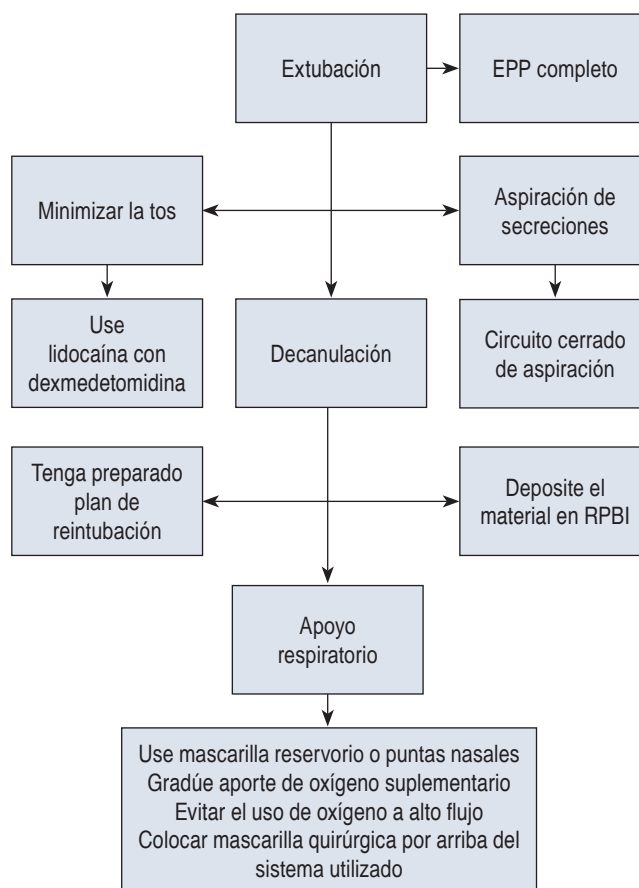 Extubación
EPP completo
Minimizar la tos
Aspiración de
secreciones
Use
lidocaína con
dexmedetomidina
Decanulación
Circuito cerrado
de aspiración
Tenga preparado
plan de
reintubación
Deposite el
material en RPBI
Apoyo
respiratorio
Use mascarilla reservorio o puntas nasales
Gradúe aporte de oxígeno suplementario
Evitar el uso de oxígeno a alto flujo
Colocar mascarilla quirúrgica por arriba del
sistema utilizado